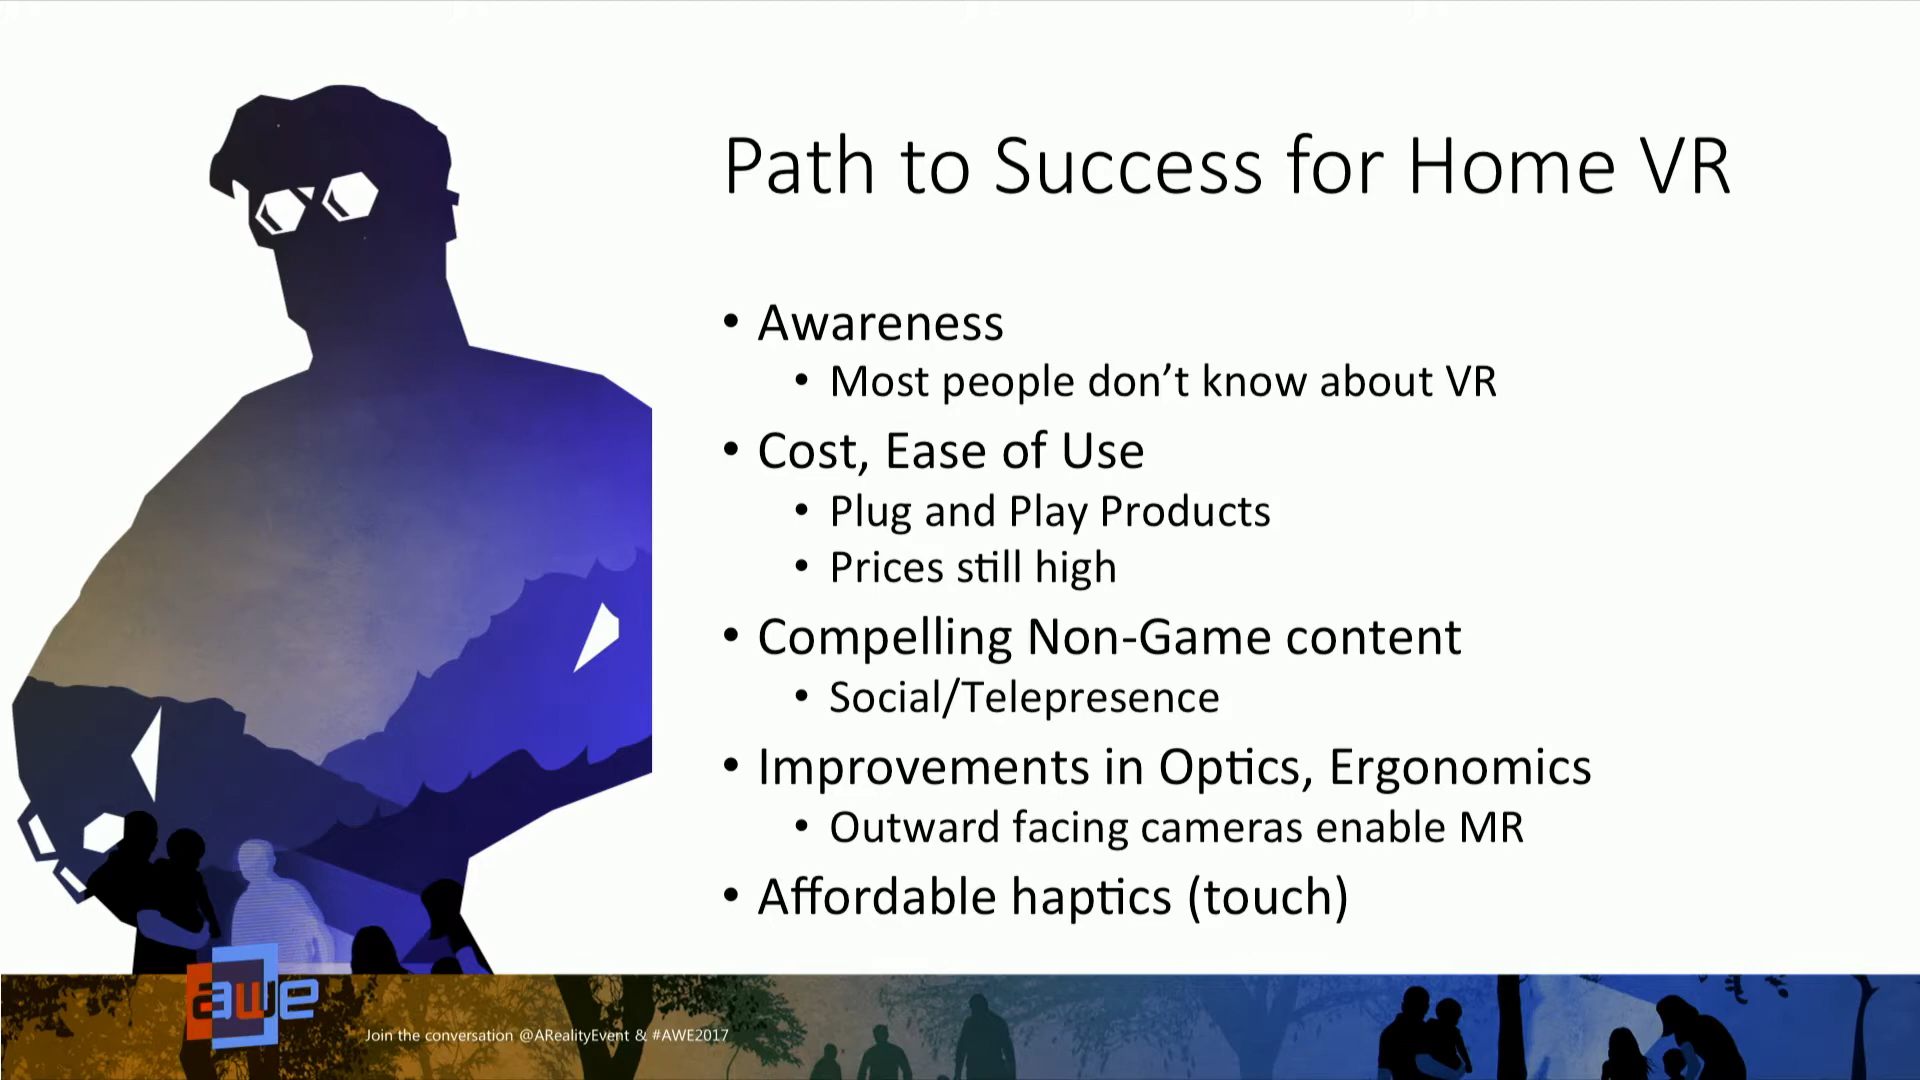 Path to Success for Home VR
• Awareness
• Most people don’t know about VR
• Cost, Ease of Use
• Plug and Play Products
• Prices still high
• Compelling Non-Game content
• Social/Telepresence
• Improvements in Optics, Ergonomics
• Outward facing cameras enable MR
• Affordable haptics (touch)
awe
Join the conversation @ARealityEvent & #AWE2017